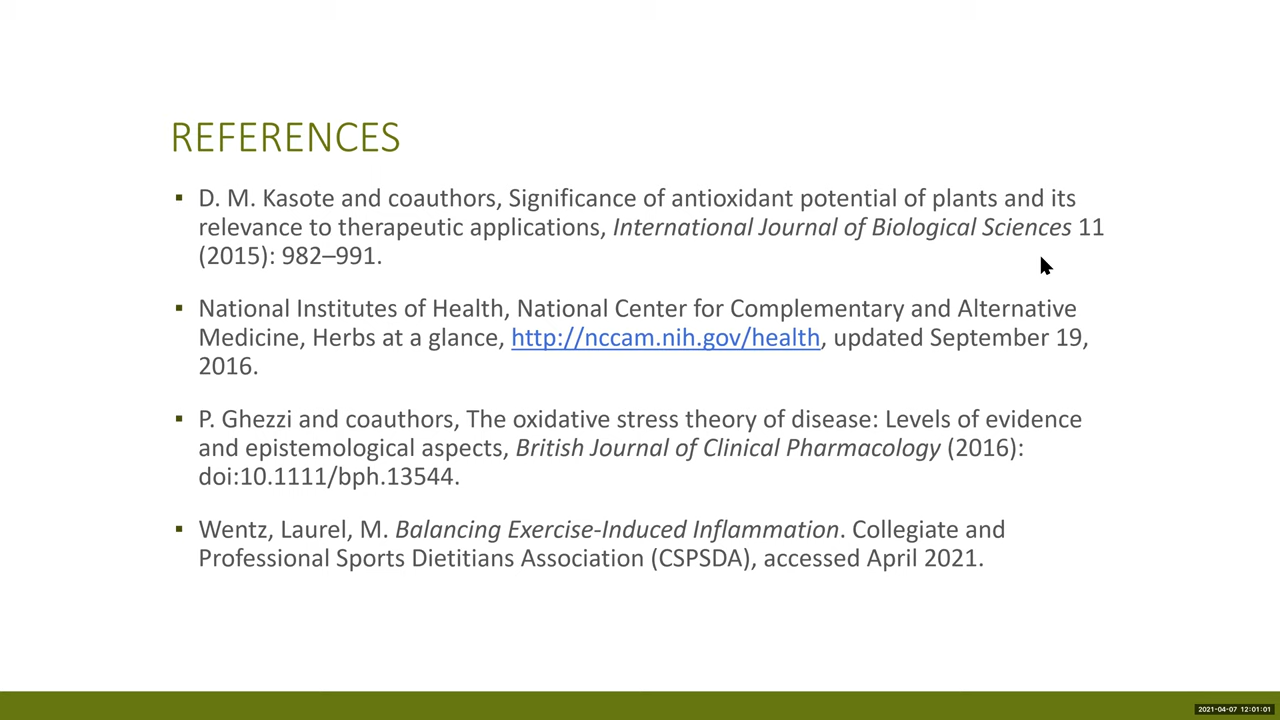 REFERENCES
▪ D. M. Kasote and coauthors, Significance of antioxidant potential of plants and its
relevance to therapeutic applications, International Journal of Biological Sciences 11
(2015): 982–991.
▪ National Institutes of Health, National Center for Complementary and Alternative
Medicine, Herbs at a glance, http://nccam.nih.gov/health, updated September 19,
2016.
▪ P. Ghezzi and coauthors, The oxidative stress theory of disease: Levels of evidence
and epistemological aspects, British Journal of Clinical Pharmacology (2016):
doi:10.1111/bph.13544.
▪ Wentz, Laurel, M. Balancing Exercise-Induced Inflammation. Collegiate and
Professional Sports Dietitians Association (CSPSDA), accessed April 2021.
2021-04-07 12:01:01